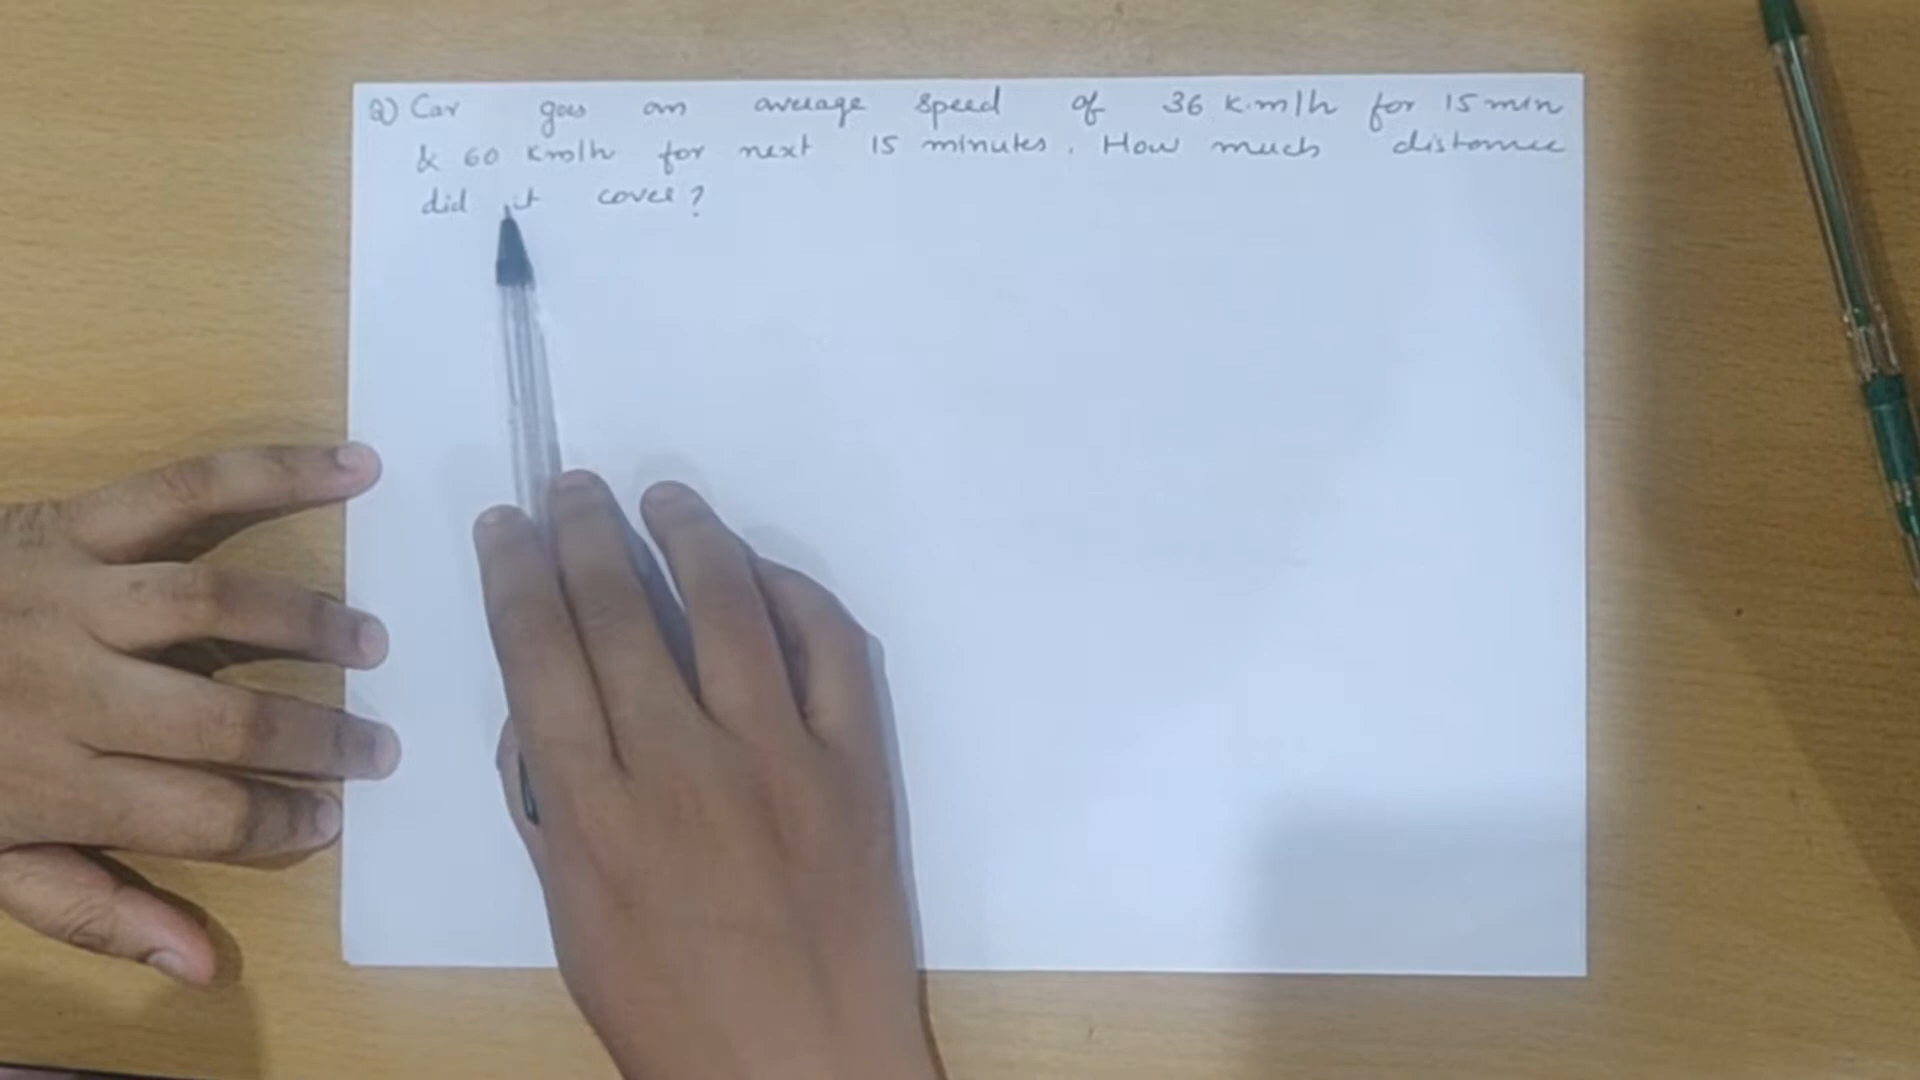 Q) Car goes an average speed of 36 k.m/h for 15 min
& 60 Km/h for next 15 minutes. How much distance
did it cover?